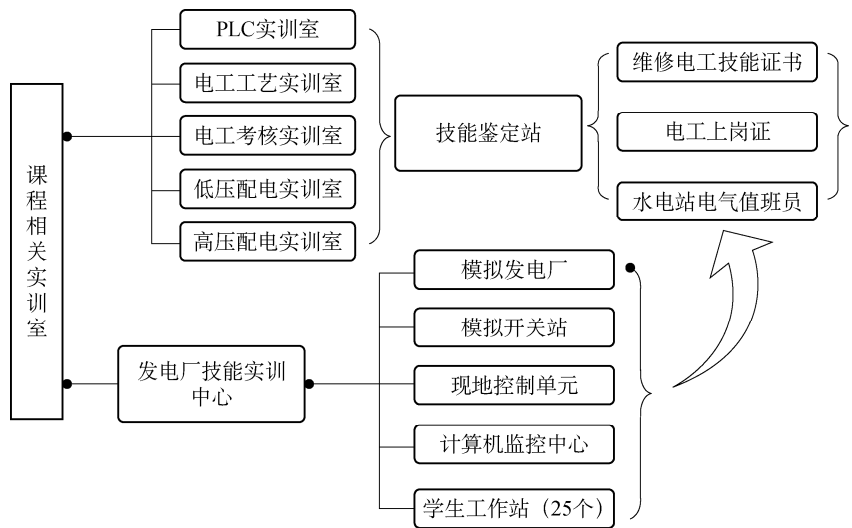 课程相关实训室
PLC实训室
电工工艺实训室
电工考核实训室
低压配电实训室
高压配电实训室
技能鉴定站
维修电工技能证书
电工上岗证
水电站电气值班员
发电厂技能实训
中心
模拟发电厂
模拟开关站
现地控制单元
计算机监控中心
学生工作站（25个）